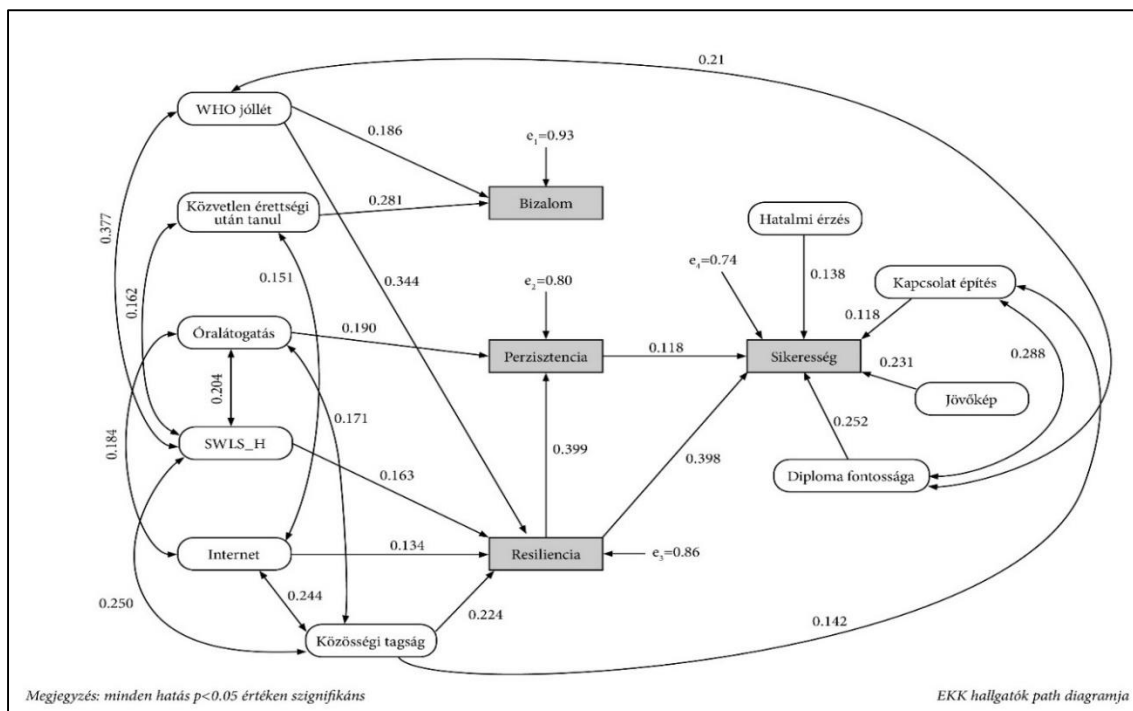 0.21
WHO jóllét
0.186
e₁=0.93
Bizalom
Közvetlen érettségi
után tanul
0.281
Hatalmi érzés
0.377
0.162
0.151
0.344
e₂=0.80
e₄=0.74
0.138
Kapcsolat építés
0.118
Óralátogatás
0.190
Perzisztencia
0.118
Sikeresség
0.231
0.288
Jövőkép
0.204
0.171
0.252
0.184
SWLS_H
0.163
0.399
0.398
Diploma fontossága
Internet
0.134
Resiliencia
e₃=0.86
0.250
0.244
0.224
Közösségi tagság
0.142
Megjegyzés: minden hatás p<0.05 értéken szignifikáns
EKK hallgatók path diagramja